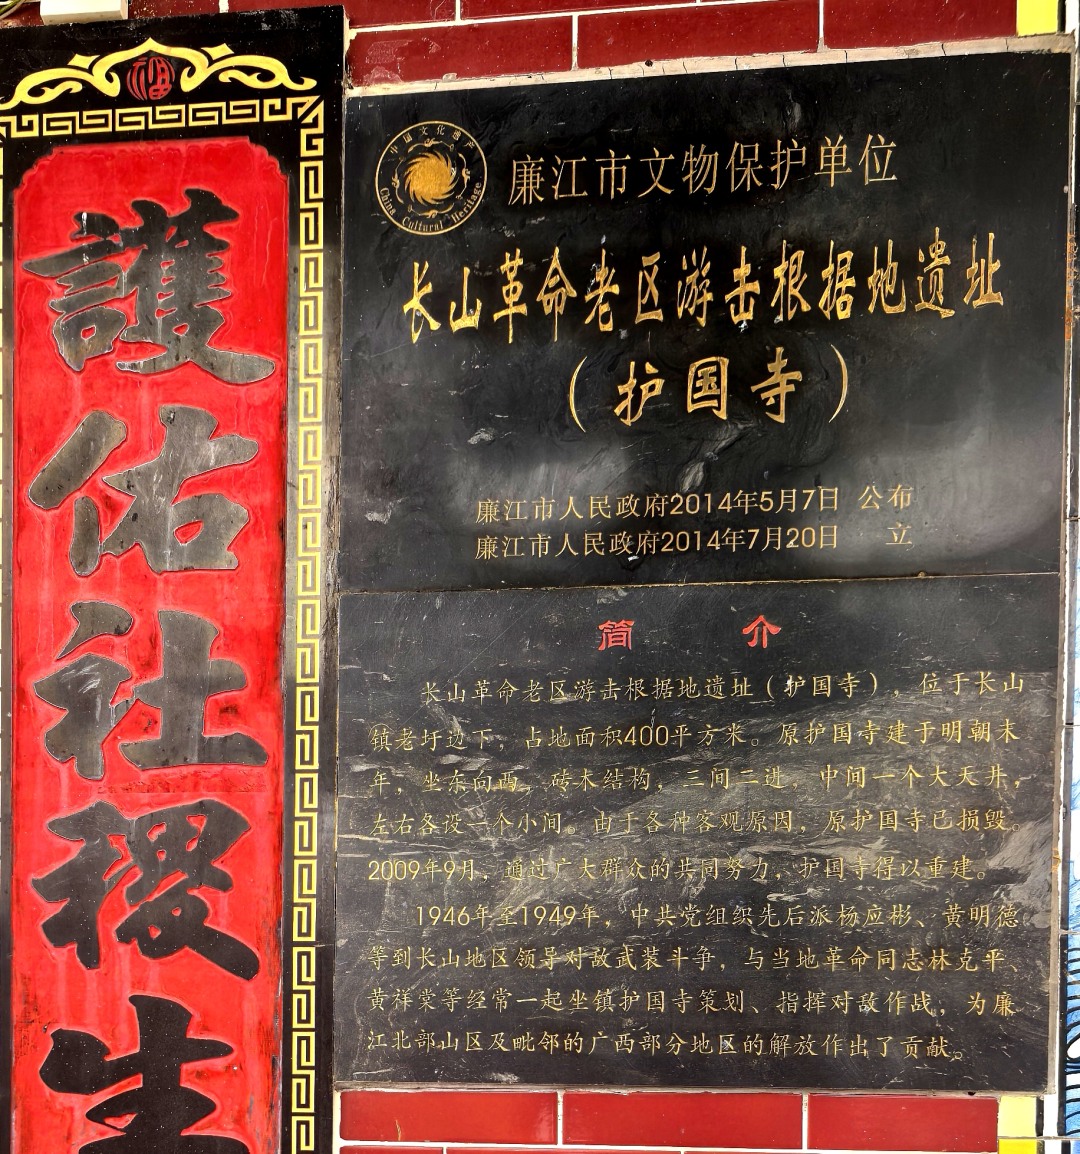 福
護佑社稷生
中国文化遗产
China Cultural Heritage
廉江市文物保护单位
长山革命老区游击根据地遗址
（护国寺）
廉江市人民政府2014年5月7日 公布
廉江市人民政府2014年7月20日 立
简 介
长山革命老区游击根据地遗址（护国寺），位于长山
镇老圩边下，占地面积400平方米。原护国寺建于明朝末
年，坐东向西，砖木结构，三间二进，中间一个大天井，
左右各设一个小间。由于各种客观原因，原护国寺已损毁。
2009年9月，通过广大群众的共同努力，护国寺得以重建。
1946年至1949年，中共党组织先后派杨应彬、黄明德
等到长山地区领导对敌武装斗争，与当地革命同志林克平、
黄祥棠等经常一起坐镇护国寺策划、指挥对敌作战，为廉
江北部山区及毗邻的广西部分地区的解放作出了贡献。